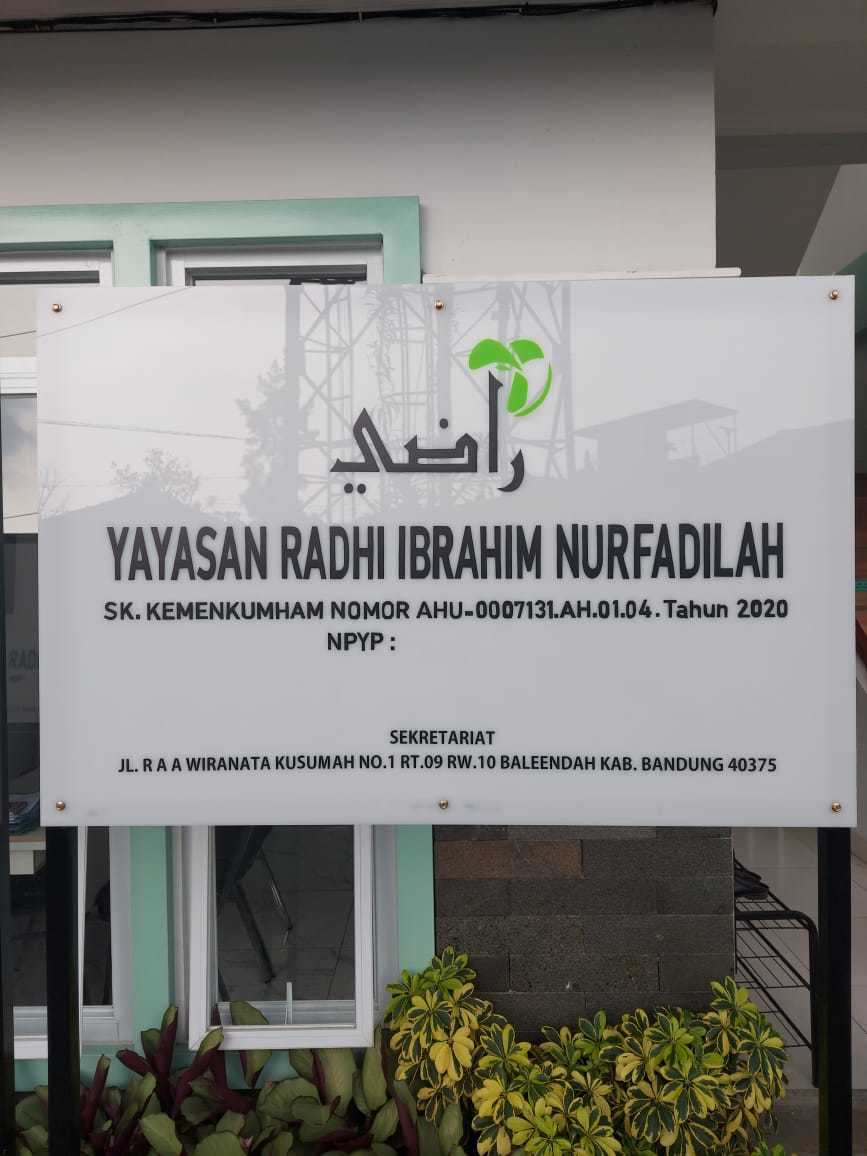 راضي
YAYASAN RADHI IBRAHIM NURFADILAH
SK. KEMENKUMHAM NOMOR AHU-0007131.AH.01.04. Tahun 2020
NPYP :
SEKRETARIAT
JL. R A A WIRANATA KUSUMAH NO.1 RT.09 RW.10 BALEENDAH KAB. BANDUNG 40375